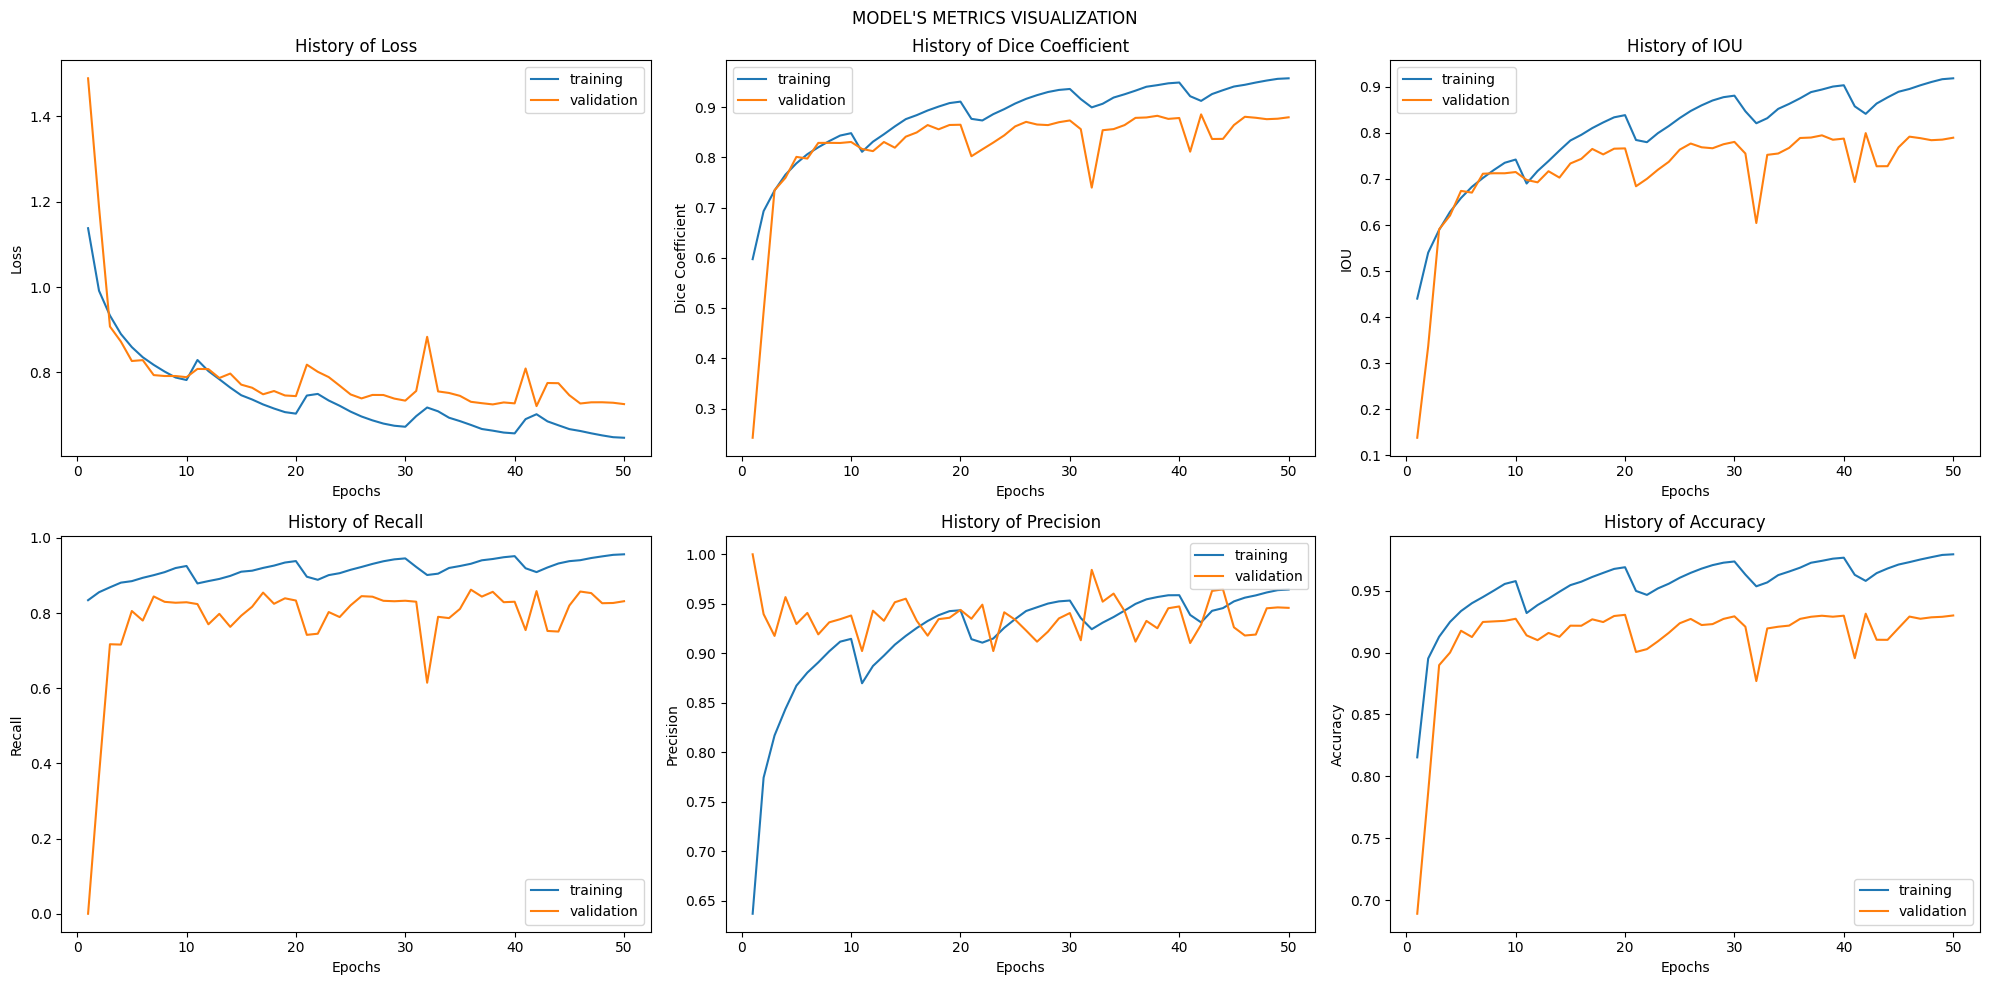 MODEL'S METRICS VISUALIZATION
History of Loss
training
validation
1.4
1.2
1.0
0.8
Loss
0 10 20 30 40 50
Epochs
History of Dice Coefficient
training
validation
0.9
0.8
0.7
0.6
0.5
0.4
0.3
Dice Coefficient
0 10 20 30 40 50
Epochs
History of IOU
training
validation
0.9
0.8
0.7
0.6
0.5
0.4
0.3
0.2
0.1
IOU
0 10 20 30 40 50
Epochs
History of Recall
1.0
0.8
0.6
0.4
0.2
0.0
Recall
training
validation
0 10 20 30 40 50
Epochs
History of Precision
training
validation
1.00
0.95
0.90
0.85
0.80
0.75
0.70
0.65
Precision
0 10 20 30 40 50
Epochs
History of Accuracy
0.95
0.90
0.85
0.80
0.75
0.70
Accuracy
training
validation
0 10 20 30 40 50
Epochs